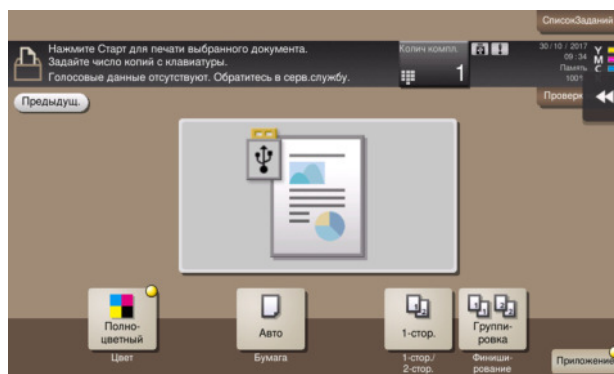 СписокЗаданий
Нажмите Старт для печати выбранного документа.
Задайте число копий с клавиатуры.
Голосовые данные отсутствуют. Обратитесь в серв.службу.
Колич компл.
1
30/10 / 2017
09:34
Память
100%
Y
M
C
Предыдущ.
Проверк
Полно-
цветный
Цвет
Авто
Бумага
1-стор.
1-стор./
2-стор.
Группи-
ровка
Финиши-
рование
Приложение